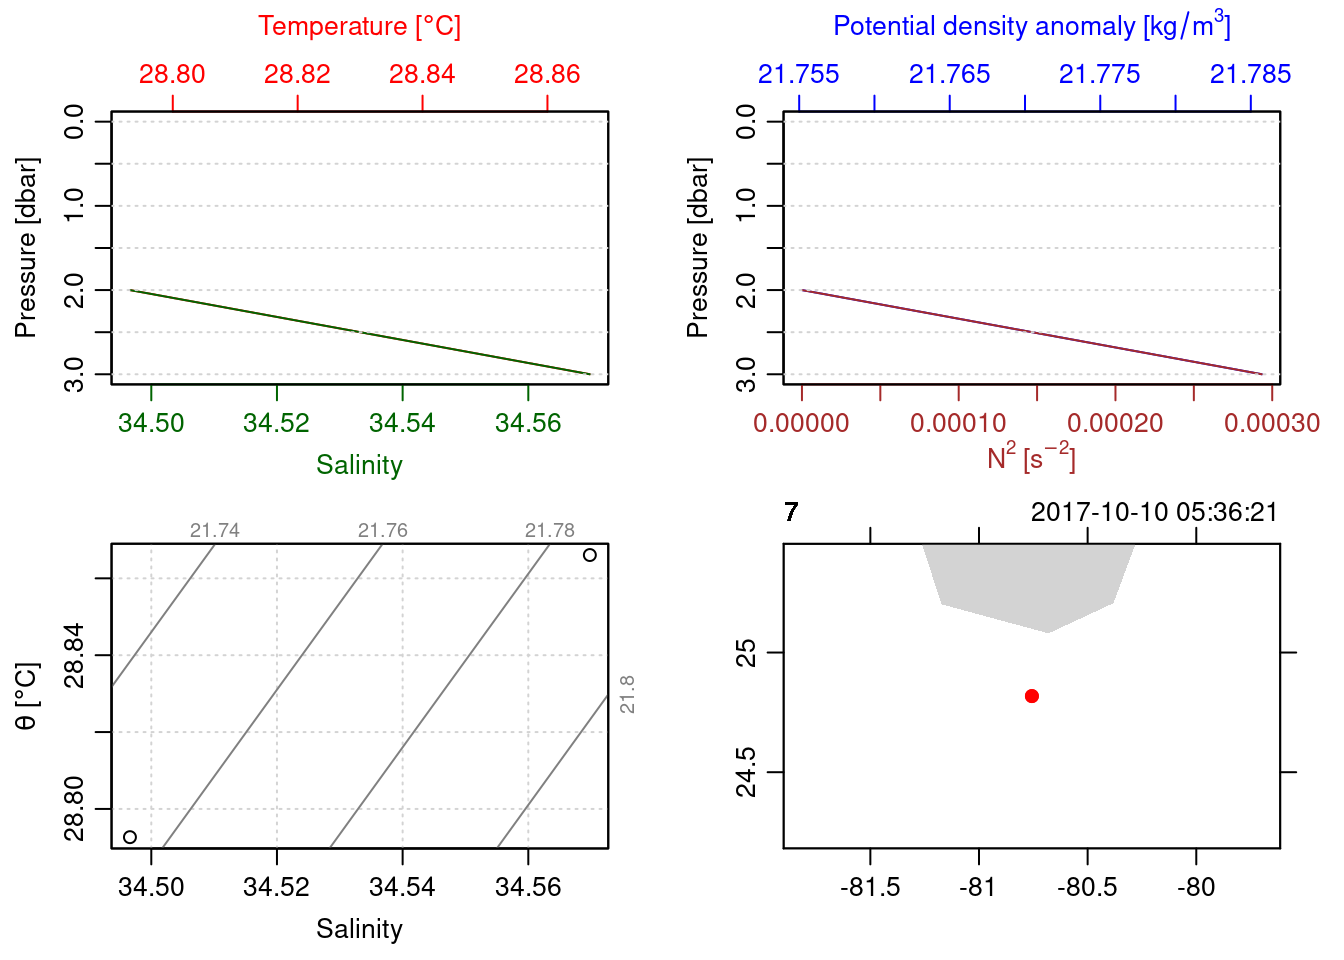 Temperature [°C]
28.80 28.82 28.84 28.86
Pressure [dbar]
0.0 1.0 2.0 3.0
34.50 34.52 34.54 34.56
Salinity
Potential density anomaly [kg/m³]
21.755 21.765 21.775 21.785
Pressure [dbar]
0.0 1.0 2.0 3.0
0.00000 0.00010 0.00020 0.00030
N² [s⁻²]
21.74 21.76 21.78
21.8
θ [°C]
28.84
28.80
34.50 34.52 34.54 34.56
Salinity
7 2017-10-10 05:36:21
25
24.5
-81.5 -81 -80.5 -80